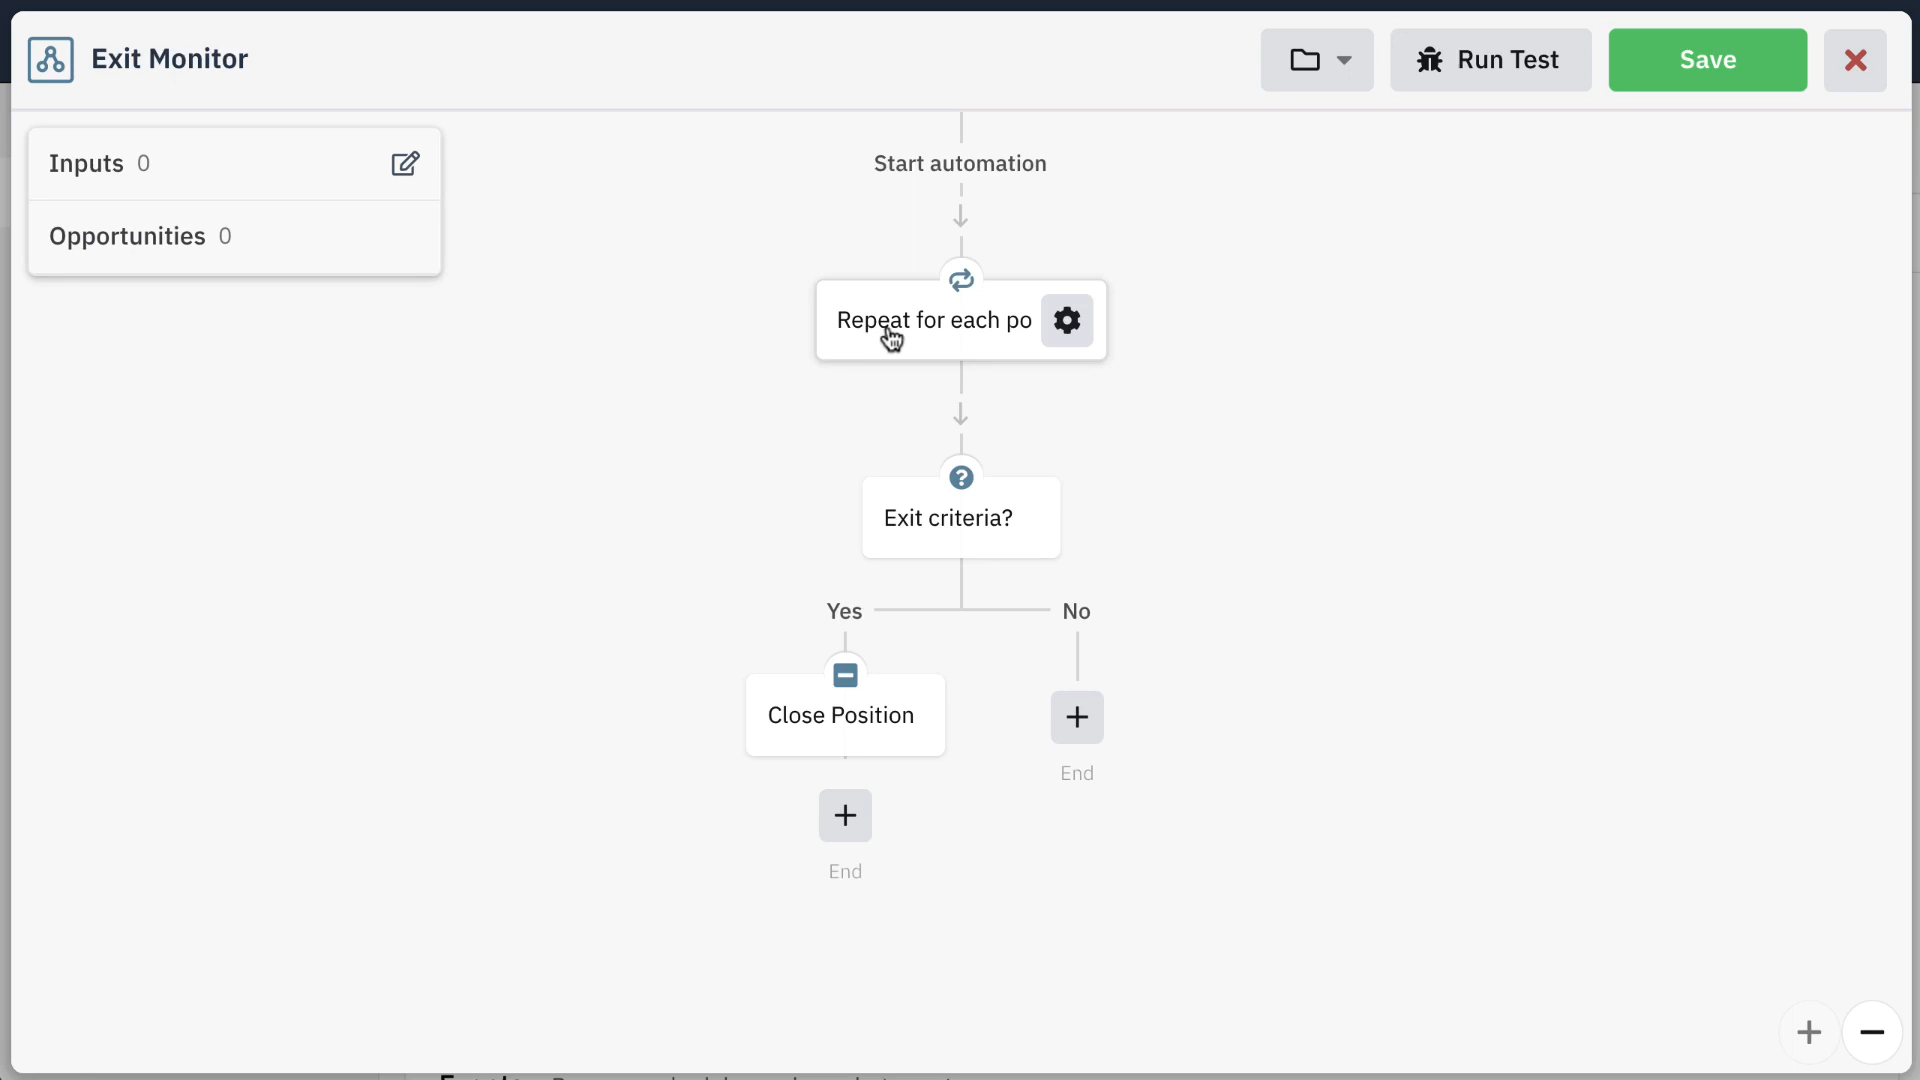 Exit Monitor
Run Test
Save
Inputs 0
Opportunities 0
Start automation
Repeat for each po
Exit criteria?
Yes
No
Close Position
End
End